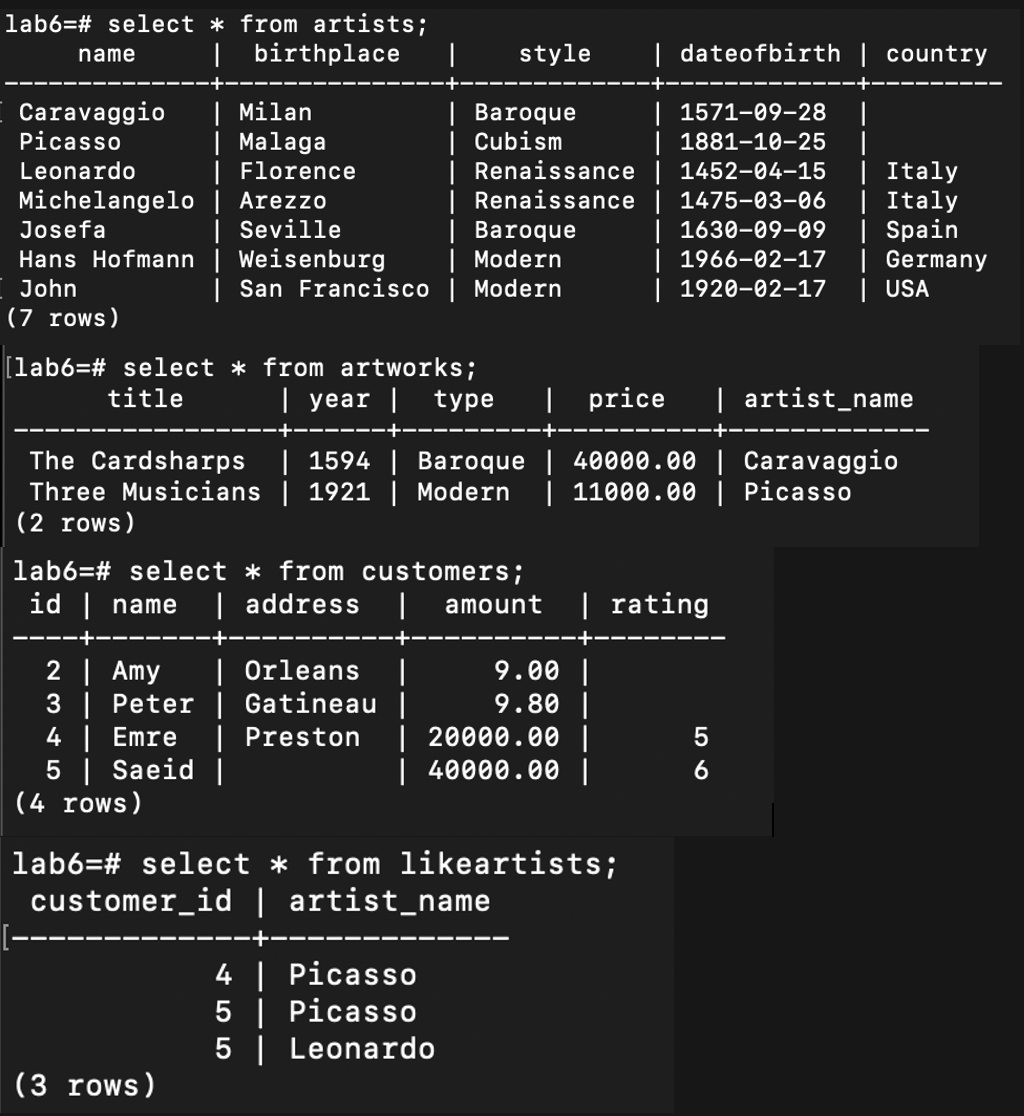 lab6=# select * from artists;
     name     |  birthplace   |    style    | dateofbirth | country
--------------+---------------+-------------+-------------+---------
 Caravaggio   | Milan         | Baroque     | 1571-09-28  |
 Picasso      | Malaga        | Cubism      | 1881-10-25  |
 Leonardo     | Florence      | Renaissance | 1452-04-15  | Italy
 Michelangelo | Arezzo        | Renaissance | 1475-03-06  | Italy
 Josefa       | Seville       | Baroque     | 1630-09-09  | Spain
 Hans Hofmann | Weisenburg    | Modern      | 1966-02-17  | Germany
 John         | San Francisco | Modern      | 1920-02-17  | USA
(7 rows)
[lab6=# select * from artworks;
      title      | year |  type   |  price   | artist_name
-----------------+------+---------+----------+-------------
 The Cardsharps  | 1594 | Baroque | 40000.00 | Caravaggio
 Three Musicians | 1921 | Modern  | 11000.00 | Picasso
(2 rows)
lab6=# select * from customers;
 id | name  | address  |  amount  | rating
----+-------+----------+----------+--------
  2 | Amy   | Orleans  |     9.00 |
  3 | Peter | Gatineau |     9.80 |
  4 | Emre  | Preston  | 20000.00 |      5
  5 | Saeid |          | 40000.00 |      6
(4 rows)
lab6=# select * from likeartists;
 customer_id | artist_name
[-------------+-------------
           4 | Picasso
           5 | Picasso
           5 | Leonardo
(3 rows)